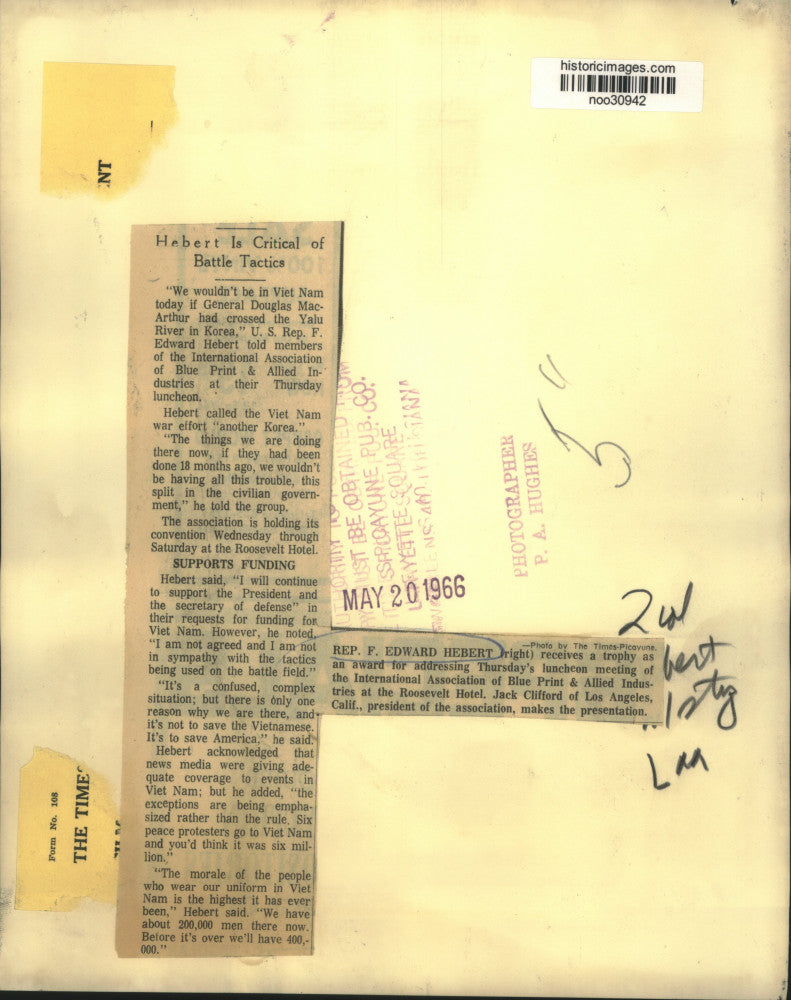 historicimages.com
noo30942
NT
Hebert Is Critical of
Battle Tactics
"We wouldn't be in Viet Nam
today if General Douglas Mac-
Arthur had crossed the Yalu
River in Korea," U. S. Rep. F.
Edward Hebert told members
of the International Association
of Blue Print & Allied In-
dustries at their Thursday
luncheon.
Hebert called the Viet Nam
war effort "another Korea."
"The things we are doing
there now, if they had been
done 18 months ago, we wouldn't
be having all this trouble, this
split in the civilian govern-
ment," he told the group.
The association is holding its
convention Wednesday through
Saturday at the Roosevelt Hotel.
SUPPORTS FUNDING
Hebert said, "I will continue
to support the President and
the secretary of defense" in
their requests for funding for
Viet Nam. However, he noted,
"I am not agreed and I am not
in sympathy with the tactics
being used on the battle field."
"It's a confused, complex
situation; but there is only one
reason why we are there, and
it's not to save the Vietnamese.
It's to save America," he said.
Hebert acknowledged that
news media were giving ade-
quate coverage to events in
Viet Nam; but he added, "the
exceptions are being empha-
sized rather than the rule. Six
peace protesters go to Viet Nam
and you'd think it was six mil-
lion."
"The morale of the people
who wear our uniform in Viet
Nam is the highest it has ever
been," Hebert said. "We have
about 200,000 men there now.
Before it's over we'll have 400,-
000."
BE OBTAINED
PUB. CO.
SQUARE
MAY 20 1966
PHOTOGRAPHER
P. A. HUGHES
—Photo by The Times-Picayune.
REP. F. EDWARD HEBERT (right) receives a trophy as
an award for addressing Thursday's luncheon meeting of
the International Association of Blue Print & Allied Indus-
tries at the Roosevelt Hotel. Jack Clifford of Los Angeles,
Calif., president of the association, makes the presentation.
Form No. 108
THE TIMES